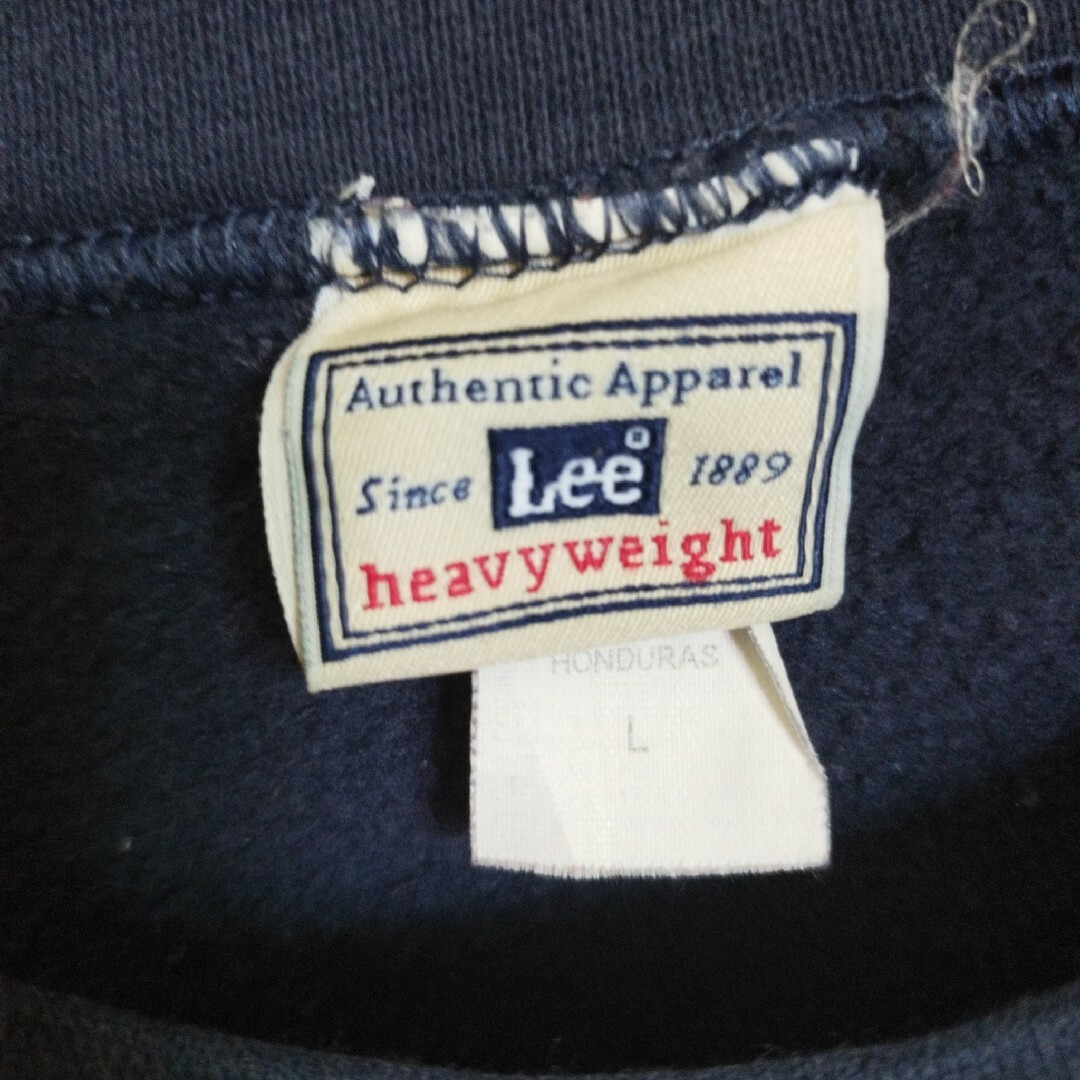 Authentic Apparel
Since Lee® 1889
heavyweight
HONDURAS
L